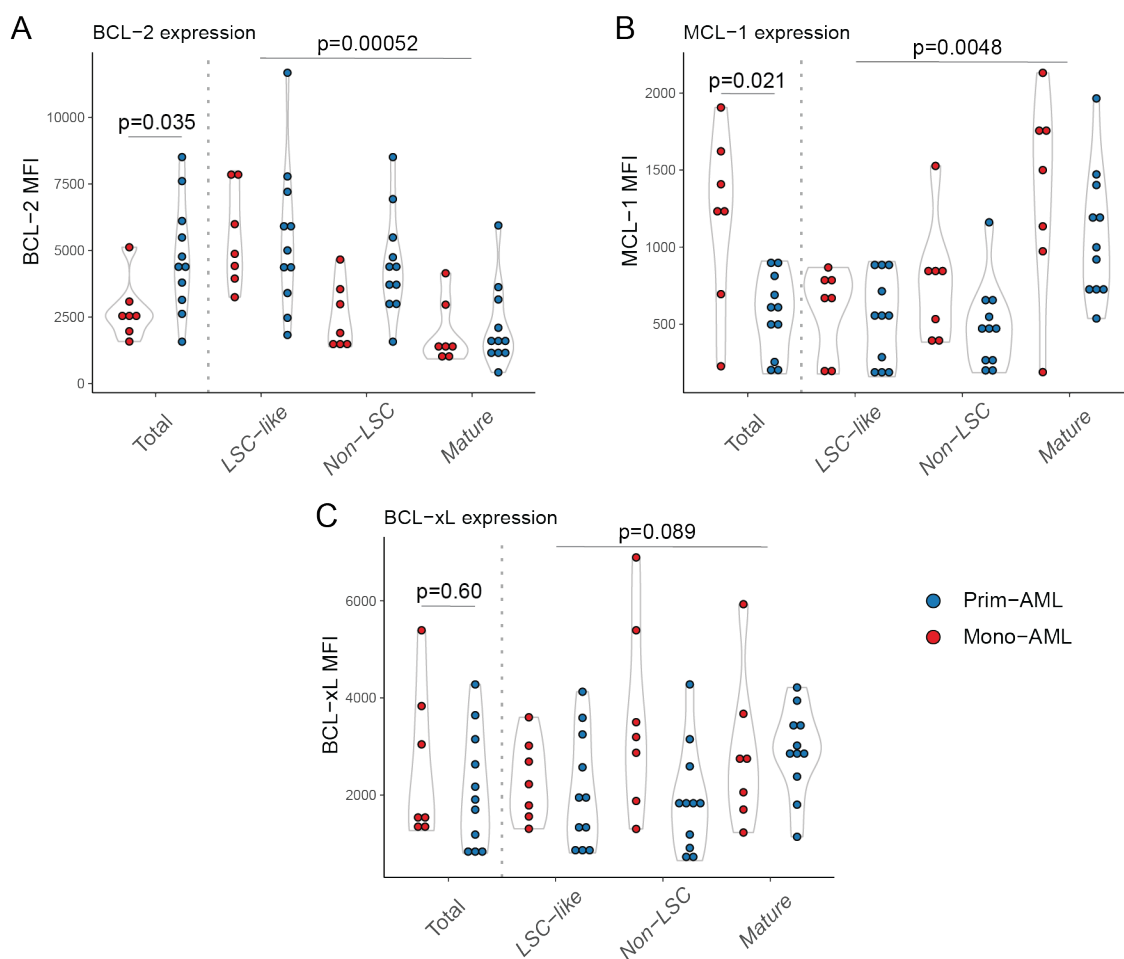 A
BCL−2 expression
p=0.00052
p=0.035
BCL−2 MFI
10000
7500
5000
2500
0
Total
LSC−like
Non−LSC
Mature
B
MCL−1 expression
p=0.0048
p=0.021
MCL−1 MFI
2000
1500
1000
500
Total
LSC−like
Non−LSC
Mature
C
BCL−xL expression
p=0.089
p=0.60
BCL−xL MFI
6000
4000
2000
Total
LSC−like
Non−LSC
Mature
Prim−AML
Mono−AML